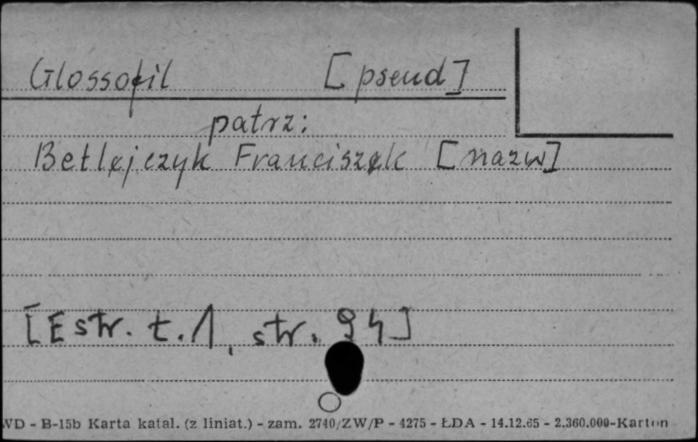 Glossofil [pseud]
patrz:
Betlejczyk Franciszek [nazw]
[Estr. t. 1, str. 94]
WD - B-15b Karta katal. (z liniat.) - zam. 2740/ZW/P - 4275 - ŁDA - 14.12.65 - 2.360.000-Karton